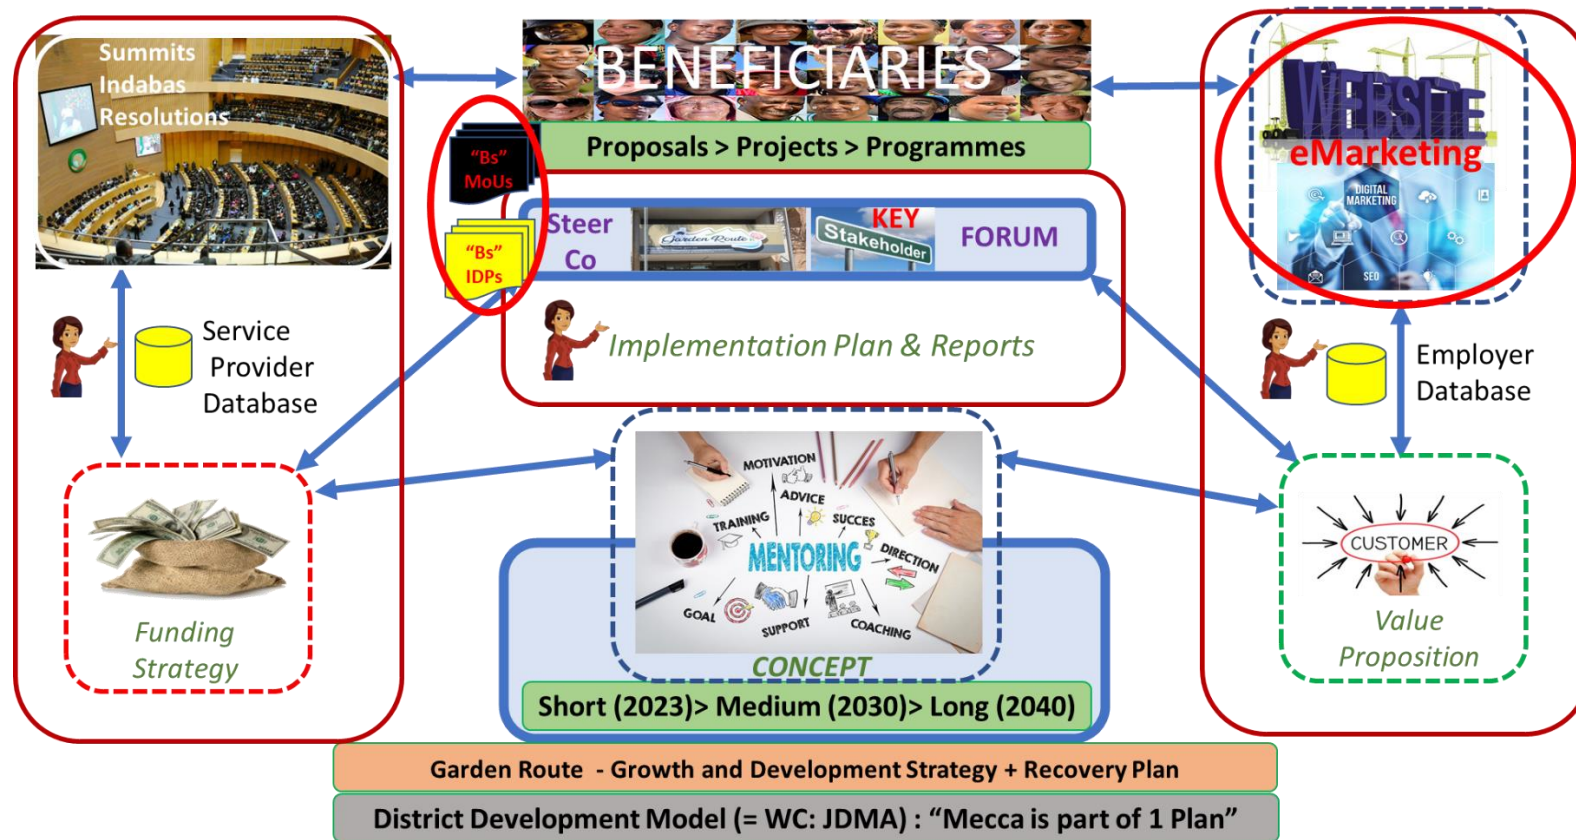 Summits
Indabas
Resolutions
BENEFICIARIES
Proposals > Projects > Programmes
WEBSITE
eMarketing
DIGITAL
MARKETING
SEO
“Bs”
MoUs
“Bs”
IDPs
Steer
Co
Garden Route
KEY
Stakeholder
FORUM
Implementation Plan & Reports
Service
Provider
Database
Employer
Database
Funding
Strategy
MOTIVATION
ADVICE
TRAINING
SUCCES
MENTORING
DIRECTION
GOAL
SUPPORT
COACHING
CONCEPT
Short (2023)> Medium (2030)> Long (2040)
CUSTOMER
Value
Proposition
Garden Route - Growth and Development Strategy + Recovery Plan
District Development Model (= WC: JDMA) : “Mecca is part of 1 Plan”